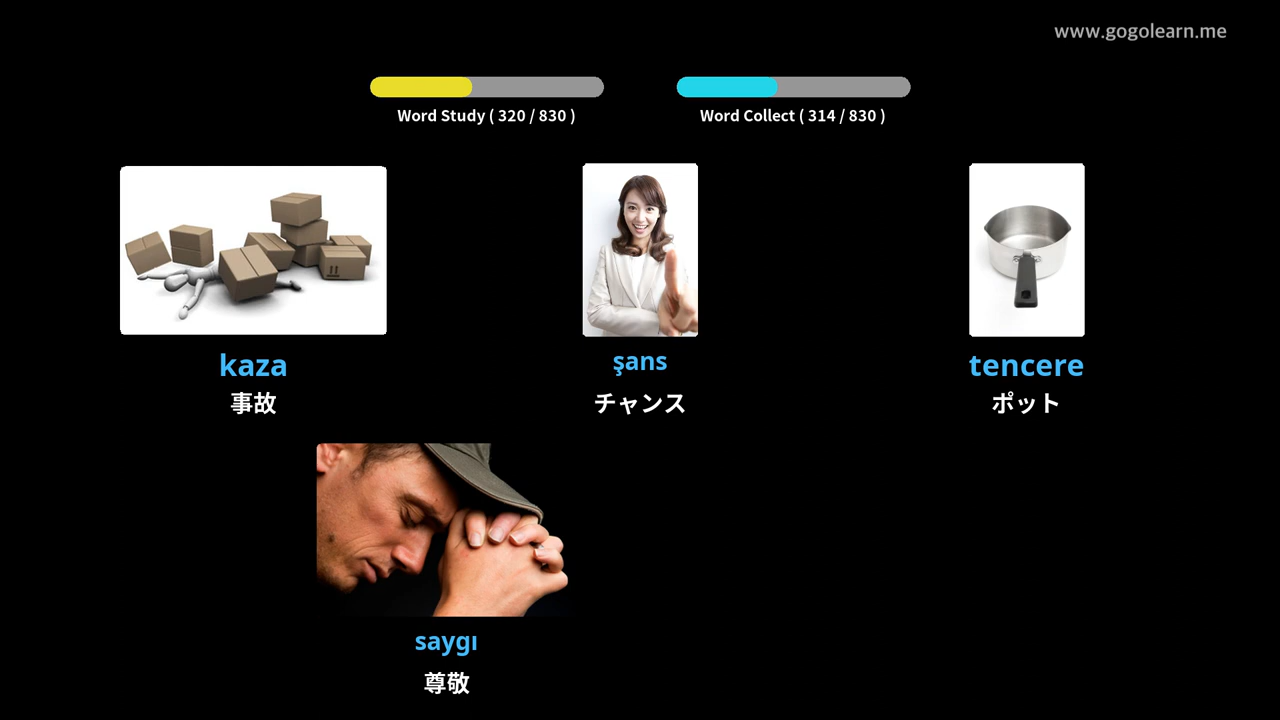 www.gogolearn.me
Word Study ( 320 / 830 )
Word Collect ( 314 / 830 )
kaza
事故
şans
チャンス
tencere
ポット
saygı
尊敬